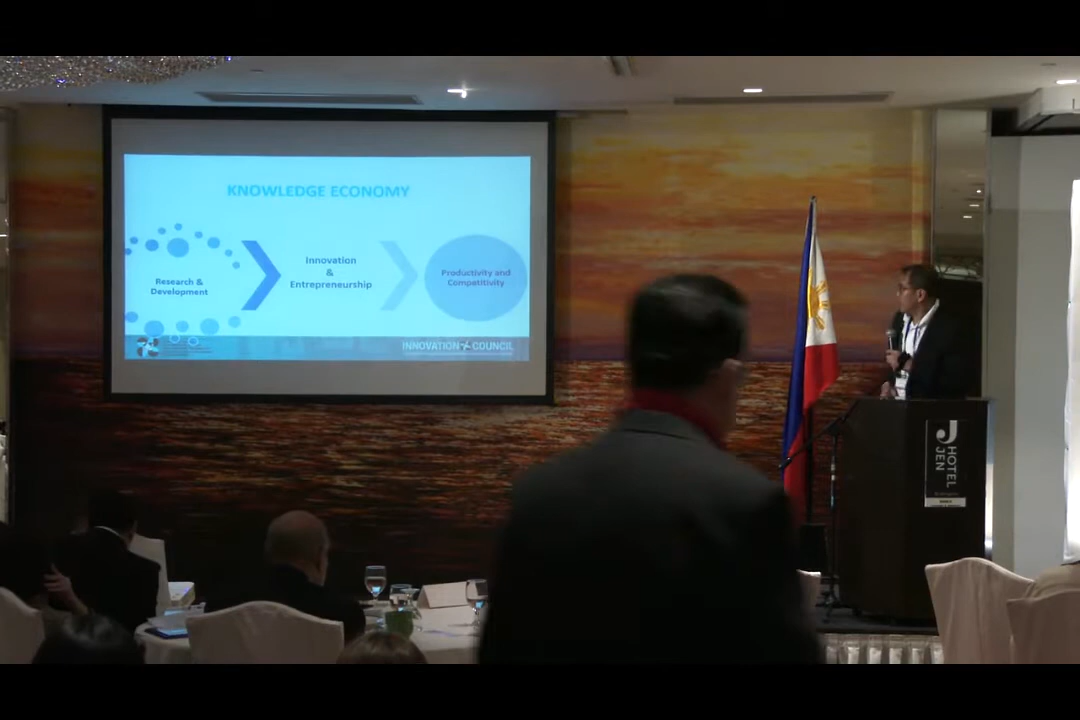 KNOWLEDGE ECONOMY
Research &
Development
Innovation
&
Entrepreneurship
Productivity and
Competitivity
INNOVATION COUNCIL
J
HOTEL
JEN